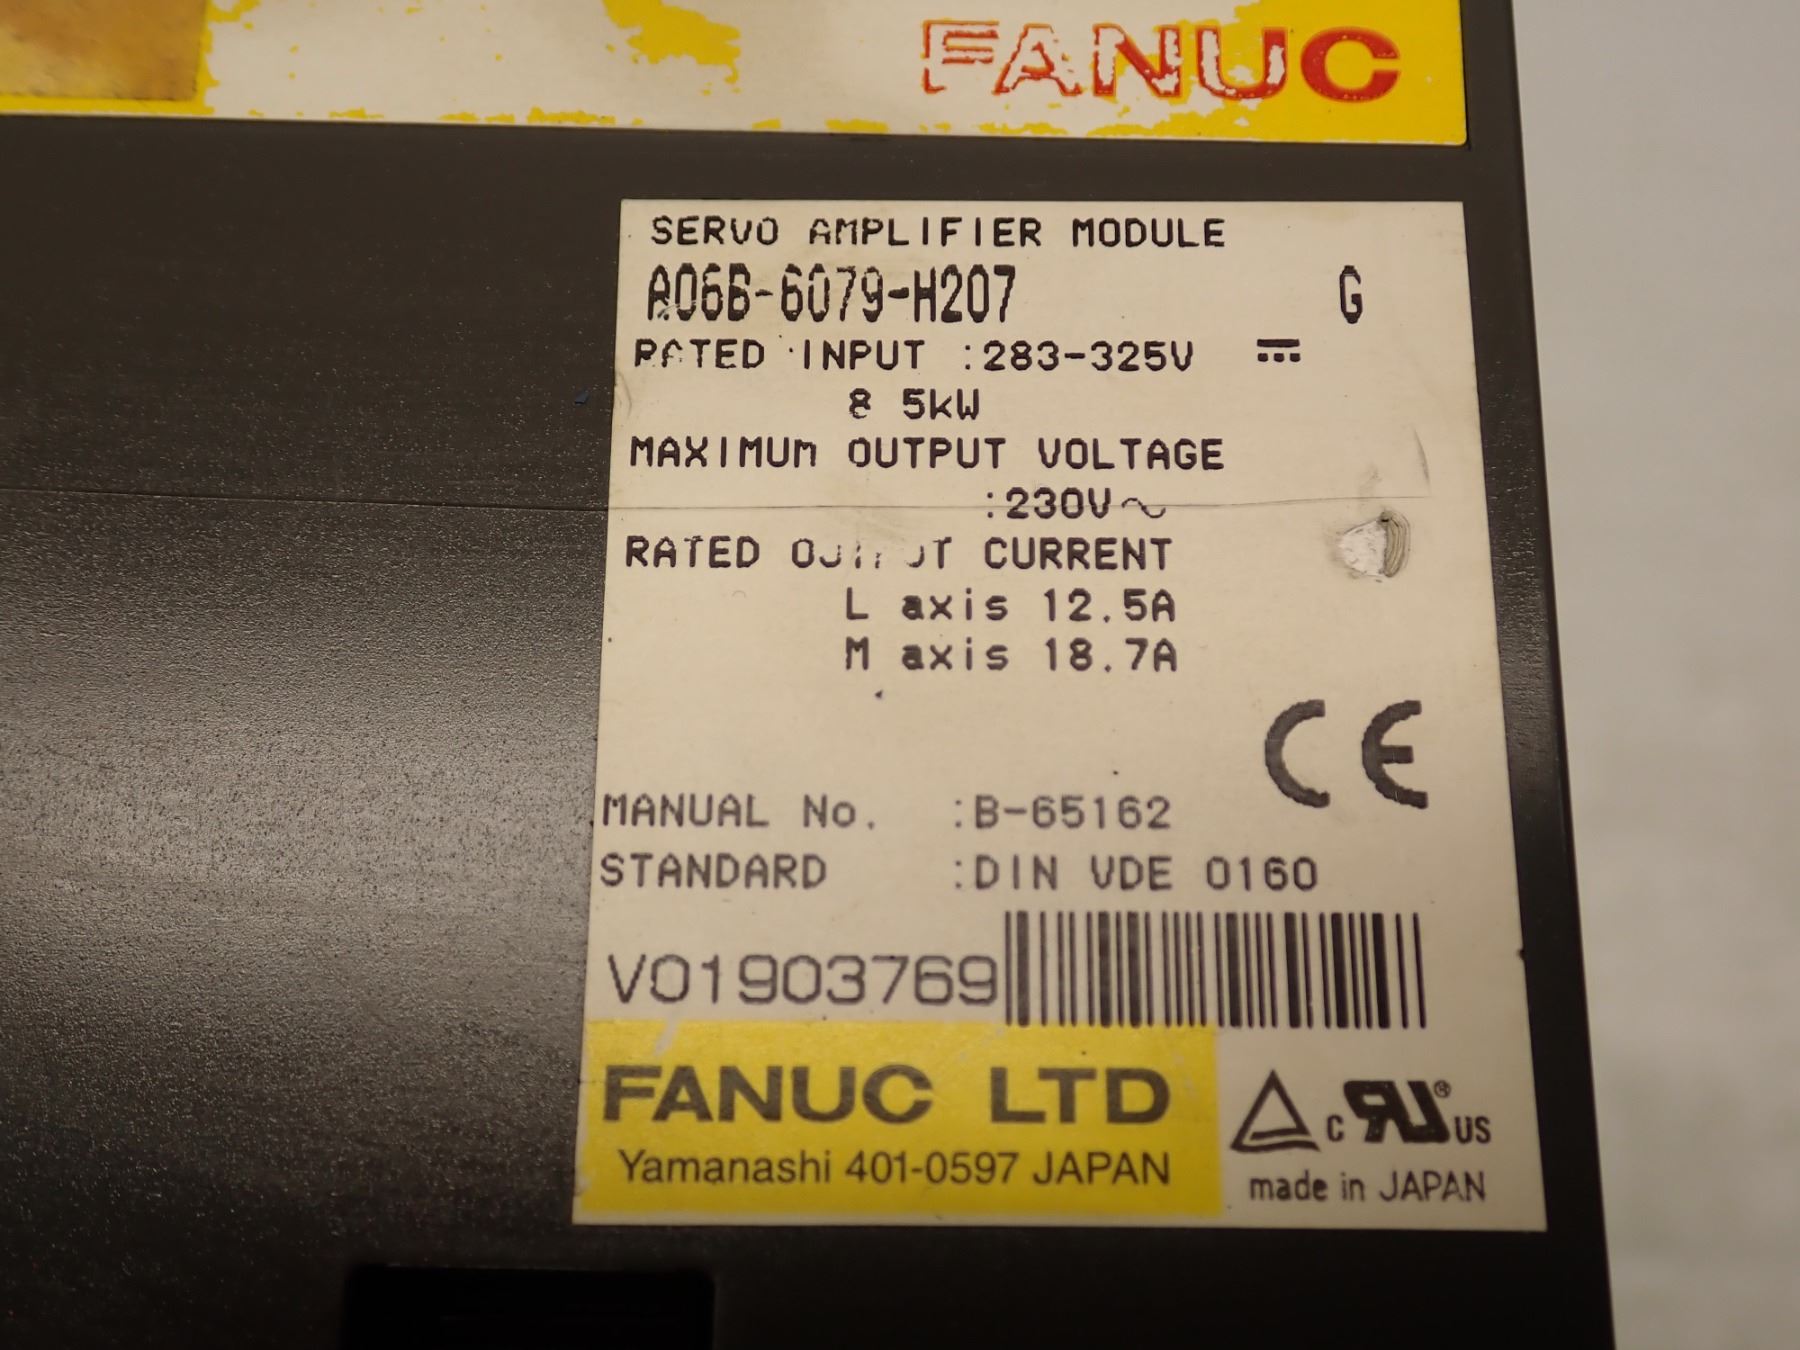 FANUC
SERVO AMPLIFIER MODULE
A06B-6079-H207 G
RATED INPUT :283-325V ⎓
8 5kW
MAXIMUM OUTPUT VOLTAGE
:230V~
RATED OUTPUT CURRENT
L axis 12.5A
M axis 18.7A
CE
MANUAL No. :B-65162
STANDARD :DIN VDE 0160
V01903769
FANUC LTD
Yamanashi 401-0597 JAPAN
c RU ® US
made in JAPAN